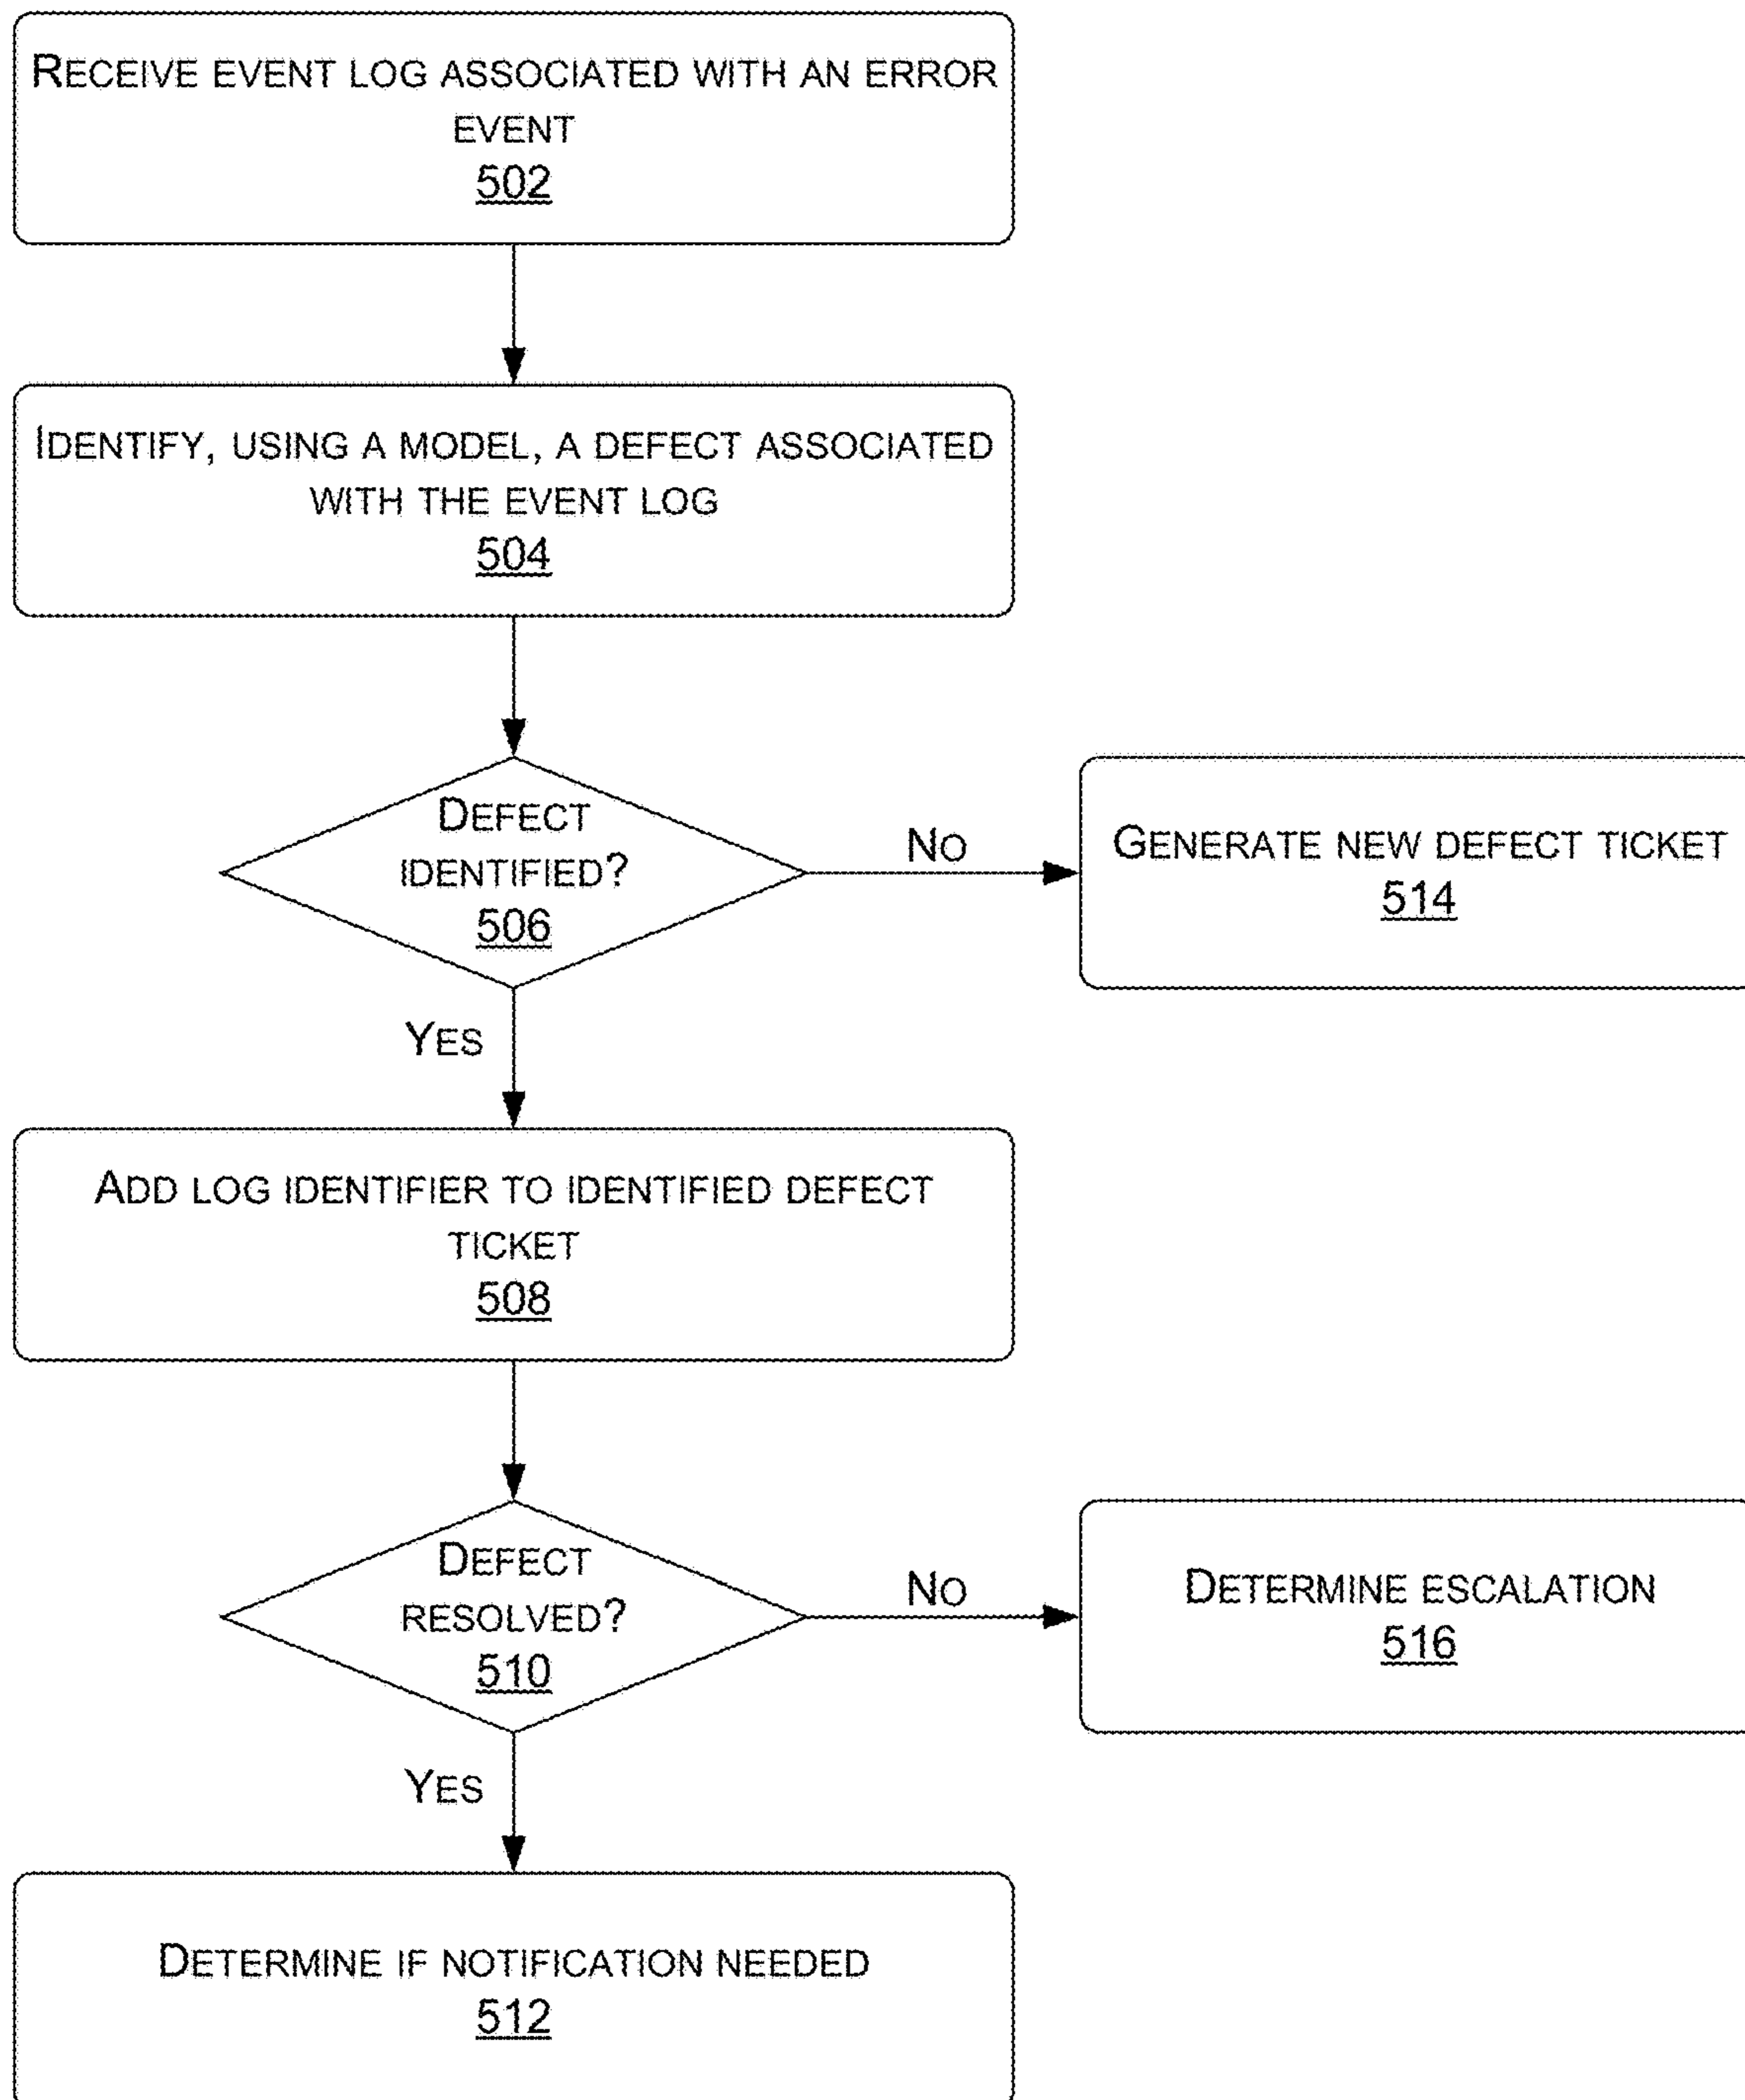 RECEIVE EVENT LOG ASSOCIATED WITH AN ERROR
EVENT
502
IDENTIFY, USING A MODEL, A DEFECT ASSOCIATED
WITH THE EVENT LOG
504
DEFECT
IDENTIFIED?
506
NO
GENERATE NEW DEFECT TICKET
514
YES
ADD LOG IDENTIFIER TO IDENTIFIED DEFECT
TICKET
508
DEFECT
RESOLVED?
510
NO
DETERMINE ESCALATION
516
YES
DETERMINE IF NOTIFICATION NEEDED
512